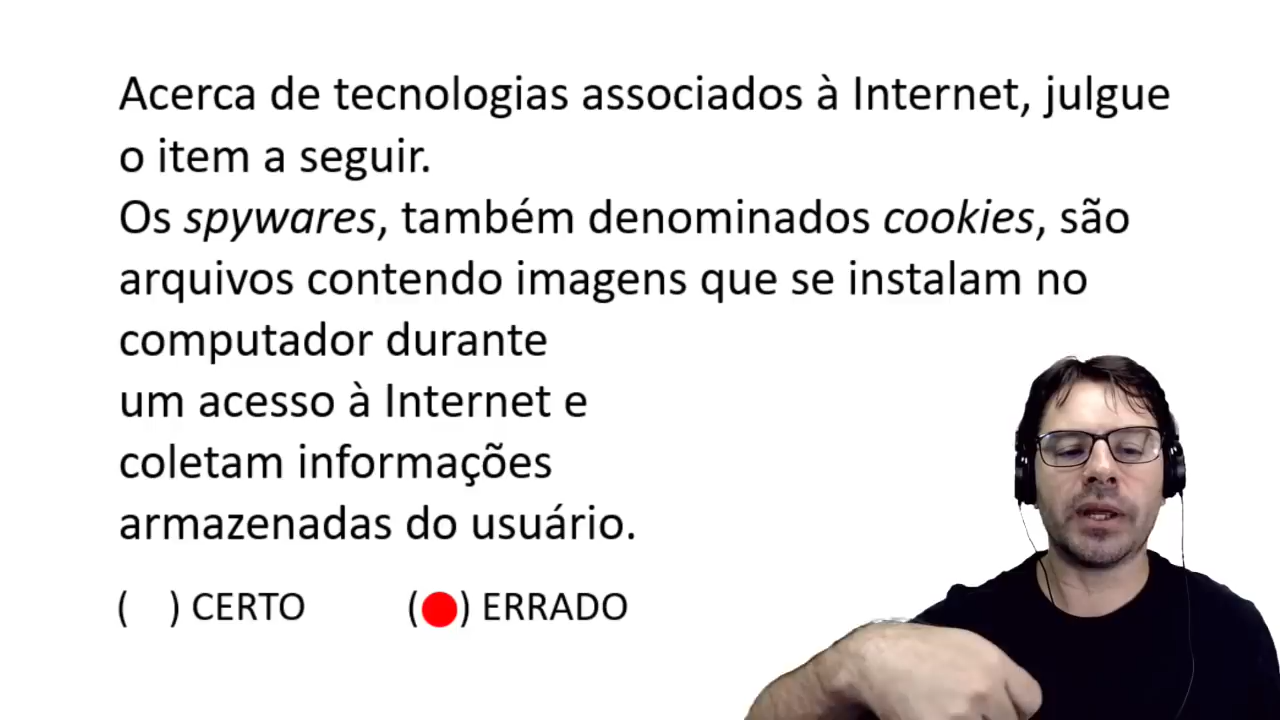 Acerca de tecnologias associados à Internet, julgue
o item a seguir.
Os spywares, também denominados cookies, são
arquivos contendo imagens que se instalam no
computador durante
um acesso à Internet e
coletam informações
armazenadas do usuário.
( ) CERTO ( ) ERRADO